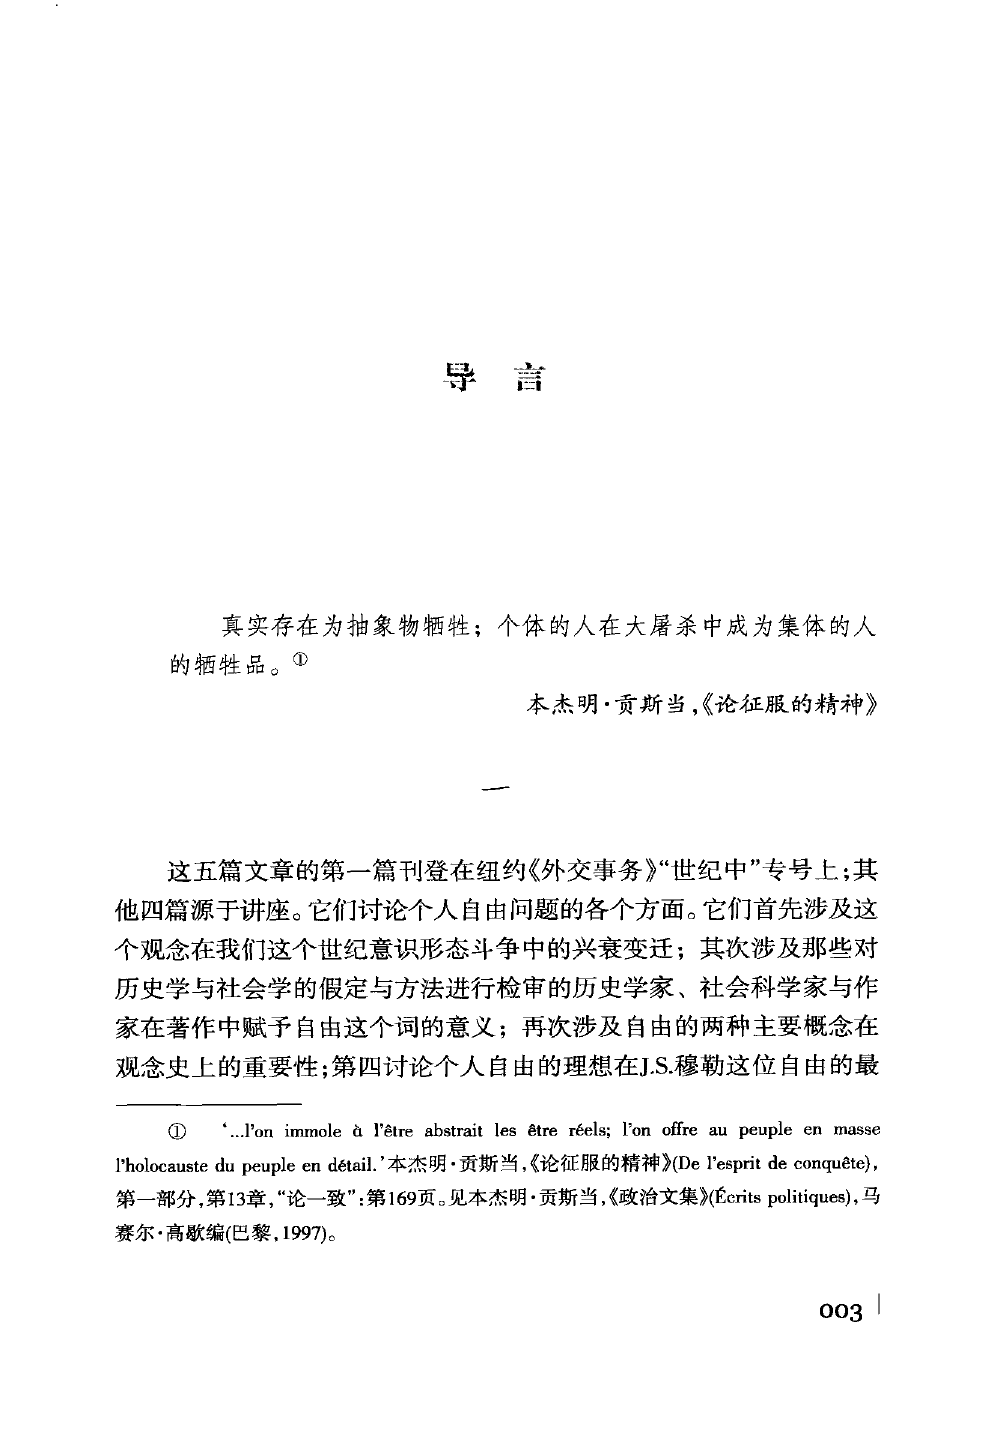 导 言
真实存在为抽象物牺牲；个体的人在大屠杀中成为集体的人
的牺牲品。①
本杰明·贡斯当，《论征服的精神》
一
这五篇文章的第一篇刊登在纽约《外交事务》“世纪中”专号上；其
他四篇源于讲座。它们讨论个人自由问题的各个方面。它们首先涉及这
个观念在我们这个世纪意识形态斗争中的兴衰变迁；其次涉及那些对
历史学与社会学的假定与方法进行检审的历史学家、社会科学家与作
家在著作中赋予自由这个词的意义；再次涉及自由的两种主要概念在
观念史上的重要性；第四讨论个人自由的理想在J.S.穆勒这位自由的最
① ‘...l’on immole à l’être abstrait les être réels; l’on offre au peuple en masse
l’holocauste du peuple en détail.’本杰明·贡斯当，《论征服的精神》(De l’esprit de conquête)，
第一部分，第13章，“论一致”：第169页。见本杰明·贡斯当，《政治文集》(Écrits politiques)，马
赛尔·高歇编(巴黎，1997)。
003